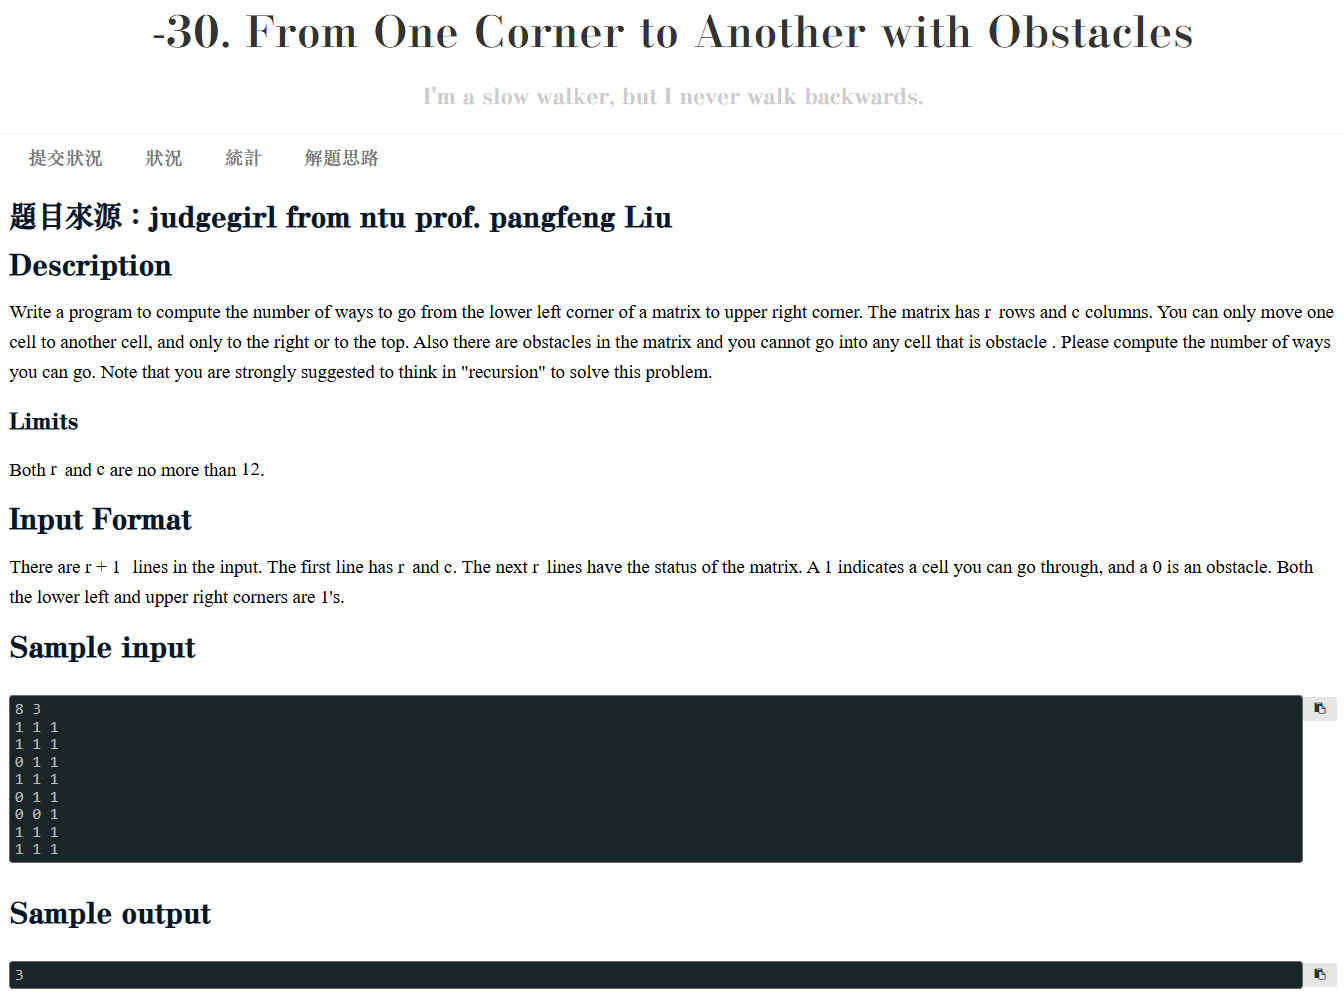 -30. From One Corner to Another with Obstacles
I'm a slow walker, but I never walk backwards.
提交狀況 狀況 統計 解題思路
題目來源：judgegirl from ntu prof. pangfeng Liu
Description
Write a program to compute the number of ways to go from the lower left corner of a matrix to upper right corner. The matrix has r rows and c columns. You can only move one
cell to another cell, and only to the right or to the top. Also there are obstacles in the matrix and you cannot go into any cell that is obstacle . Please compute the number of ways
you can go. Note that you are strongly suggested to think in "recursion" to solve this problem.
Limits
Both r and c are no more than 12.
Input Format
There are r + 1 lines in the input. The first line has r and c. The next r lines have the status of the matrix. A 1 indicates a cell you can go through, and a 0 is an obstacle. Both
the lower left and upper right corners are 1's.
Sample input
8 3
1 1 1
1 1 1
0 1 1
1 1 1
0 1 1
0 0 1
1 1 1
1 1 1
Sample output
3